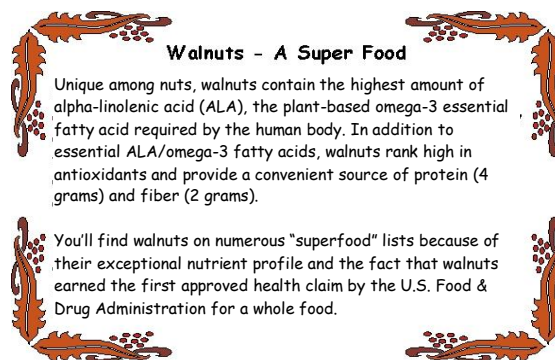 Walnuts - A Super Food
Unique among nuts, walnuts contain the highest amount of
alpha-linolenic acid (ALA), the plant-based omega-3 essential
fatty acid required by the human body. In addition to
essential ALA/omega-3 fatty acids, walnuts rank high in
antioxidants and provide a convenient source of protein (4
grams) and fiber (2 grams).
You'll find walnuts on numerous “superfood” lists because of
their exceptional nutrient profile and the fact that walnuts
earned the first approved health claim by the U.S. Food &
Drug Administration for a whole food.